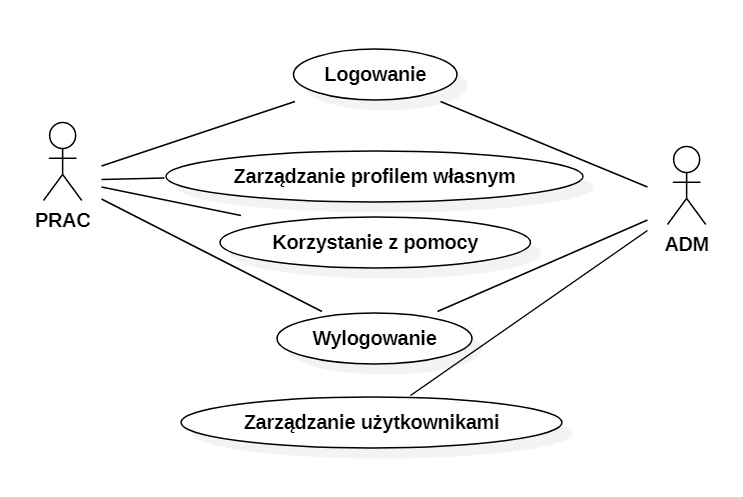 Logowanie
Zarządzanie profilem własnym
PRAC
Korzystanie z pomocy
ADM
Wylogowanie
Zarządzanie użytkownikami